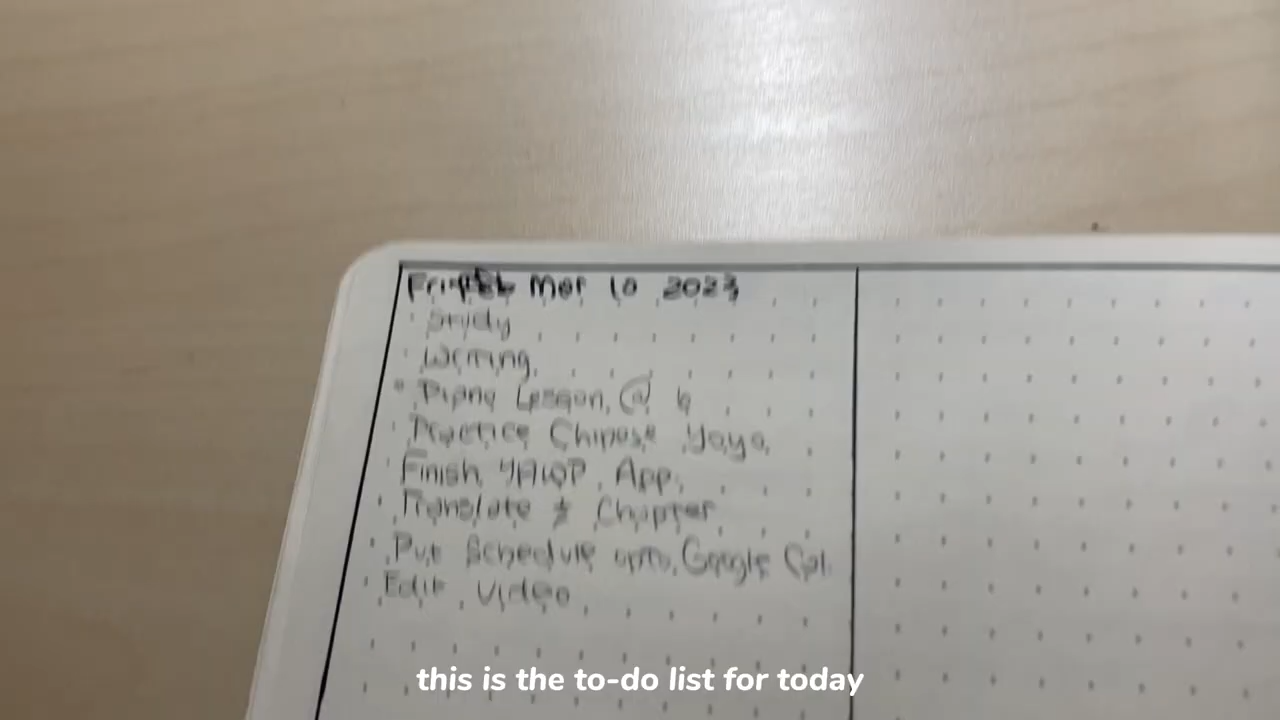 Fri Mar 10 2023
Study
Writing
Piano Lesson @ 6
Practice Chinese Yoyo
Finish App
Translate Chapter
Put Schedule onto Google Cal
Edit Video
this is the to-do list for today